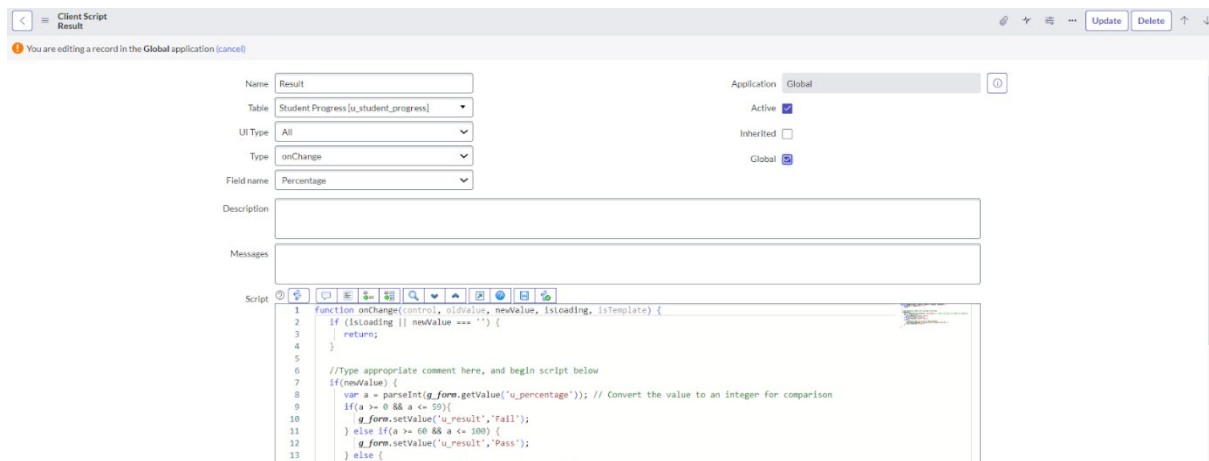 Client Script
Result
Update
Delete
You are editing a record in the Global application (cancel)
Name
Result
Application
Global
Table
Student Progress [u_student_progress]
Active
UI Type
All
Inherited
Type
onChange
Global
Field name
Percentage
Description
Messages
Script
1 function onChange(control, oldValue, newValue, isLoading, isTemplate) {
2 if (isLoading || newValue === '') {
3 return;
4 }
5
6 //Type appropriate comment here, and begin script below
7 if(newValue) {
8 var a = parseInt(g_form.getValue('u_percentage')); // Convert the value to an integer for comparison
9 if(a >= 0 && a <= 59){
10 g_form.setValue('u_result','Fail');
11 } else if(a >= 60 && a <= 100) {
12 g_form.setValue('u_result','Pass');
13 } else {